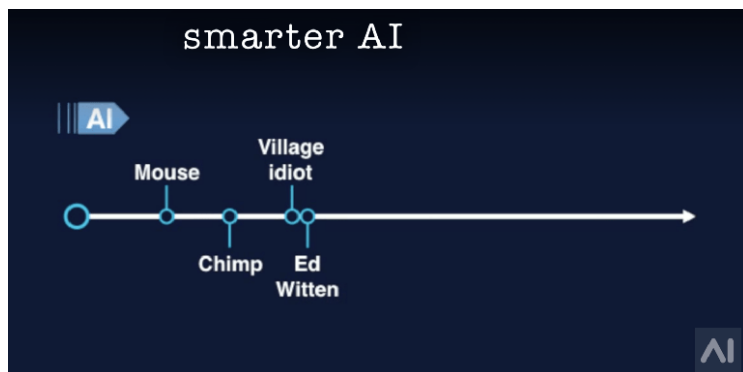 smarter AI
AI
Village
idiot
Mouse
Chimp
Ed
Witten
AI